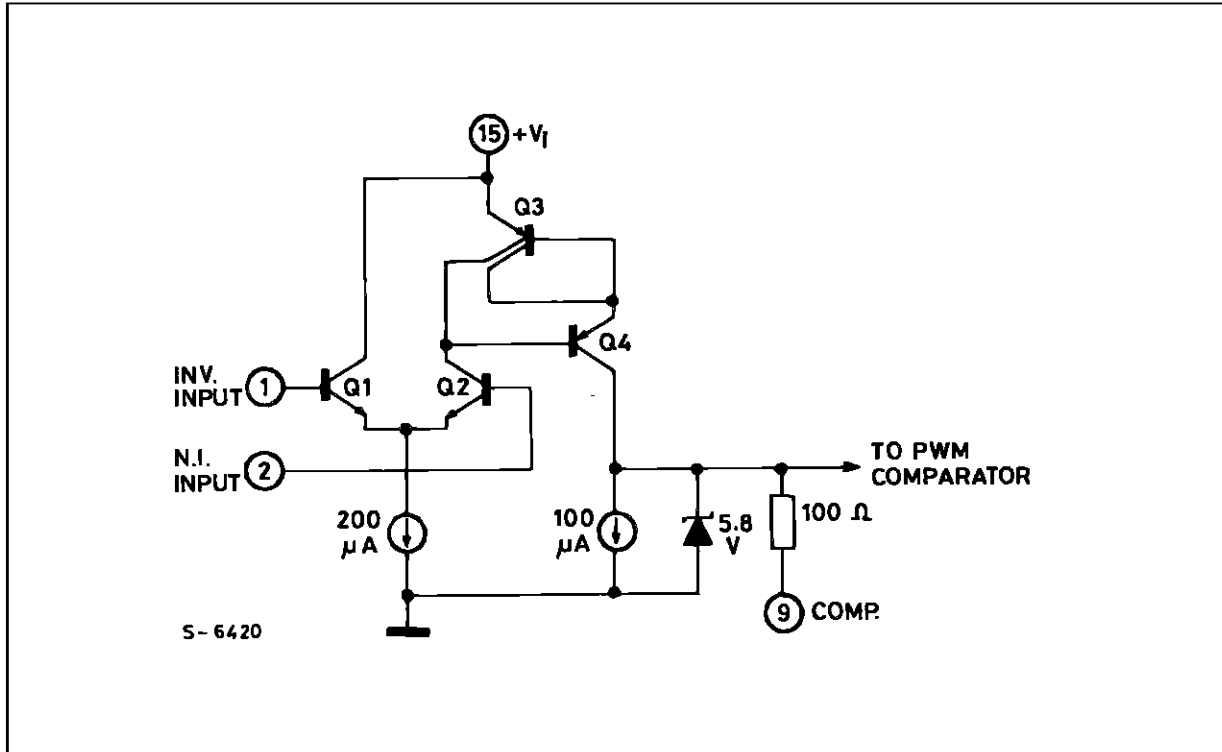 15 +VI
Q3
Q4
INV.
INPUT 1 Q1 Q2
N.I.
INPUT 2
TO PWM
COMPARATOR
200
μA
100
μA
5.8
V
100 Ω
9 COMP.
S-6420